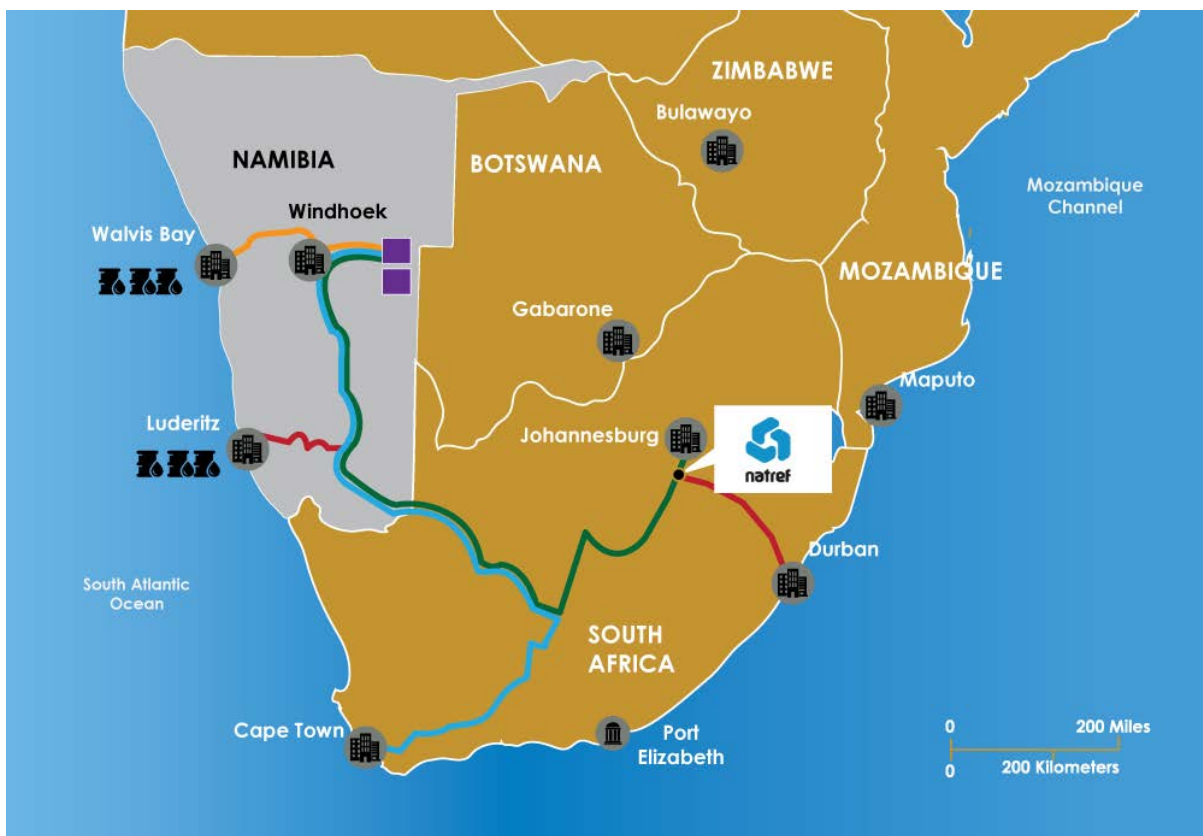 ZIMBABWE
Bulawayo
NAMIBIA
BOTSWANA
Mozambique
Channel
Windhoek
Walvis Bay
MOZAMBIQUE
Gabarone
Maputo
Luderitz
Johannesburg
natref
Durban
South Atlantic
Ocean
SOUTH
AFRICA
Cape Town
Port
Elizabeth
0 200 Miles
0 200 Kilometers